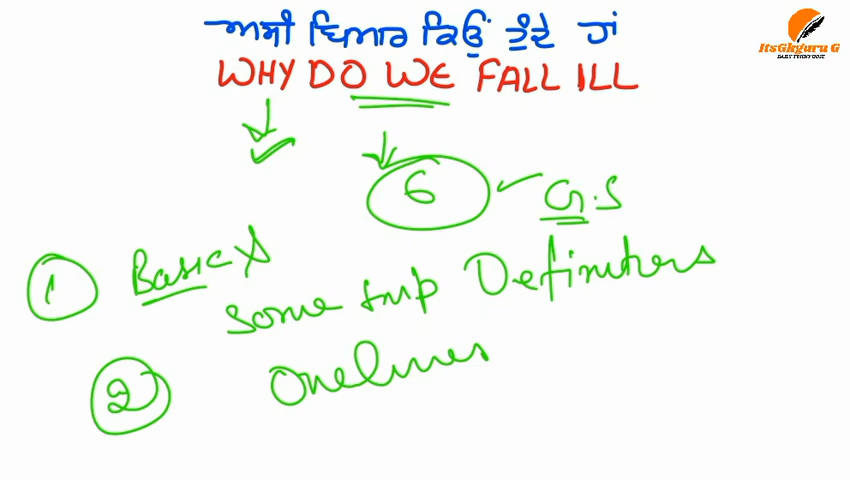 ਅਸੀ ਬਿਮਾਰ ਕਿਉਂ ਹੁੰਦੇ ਹਾਂ
ItsGkguru G
WHY DO WE FALL ILL
6 G.S
1 Basics
some Imp Definitions
2 Oneliners